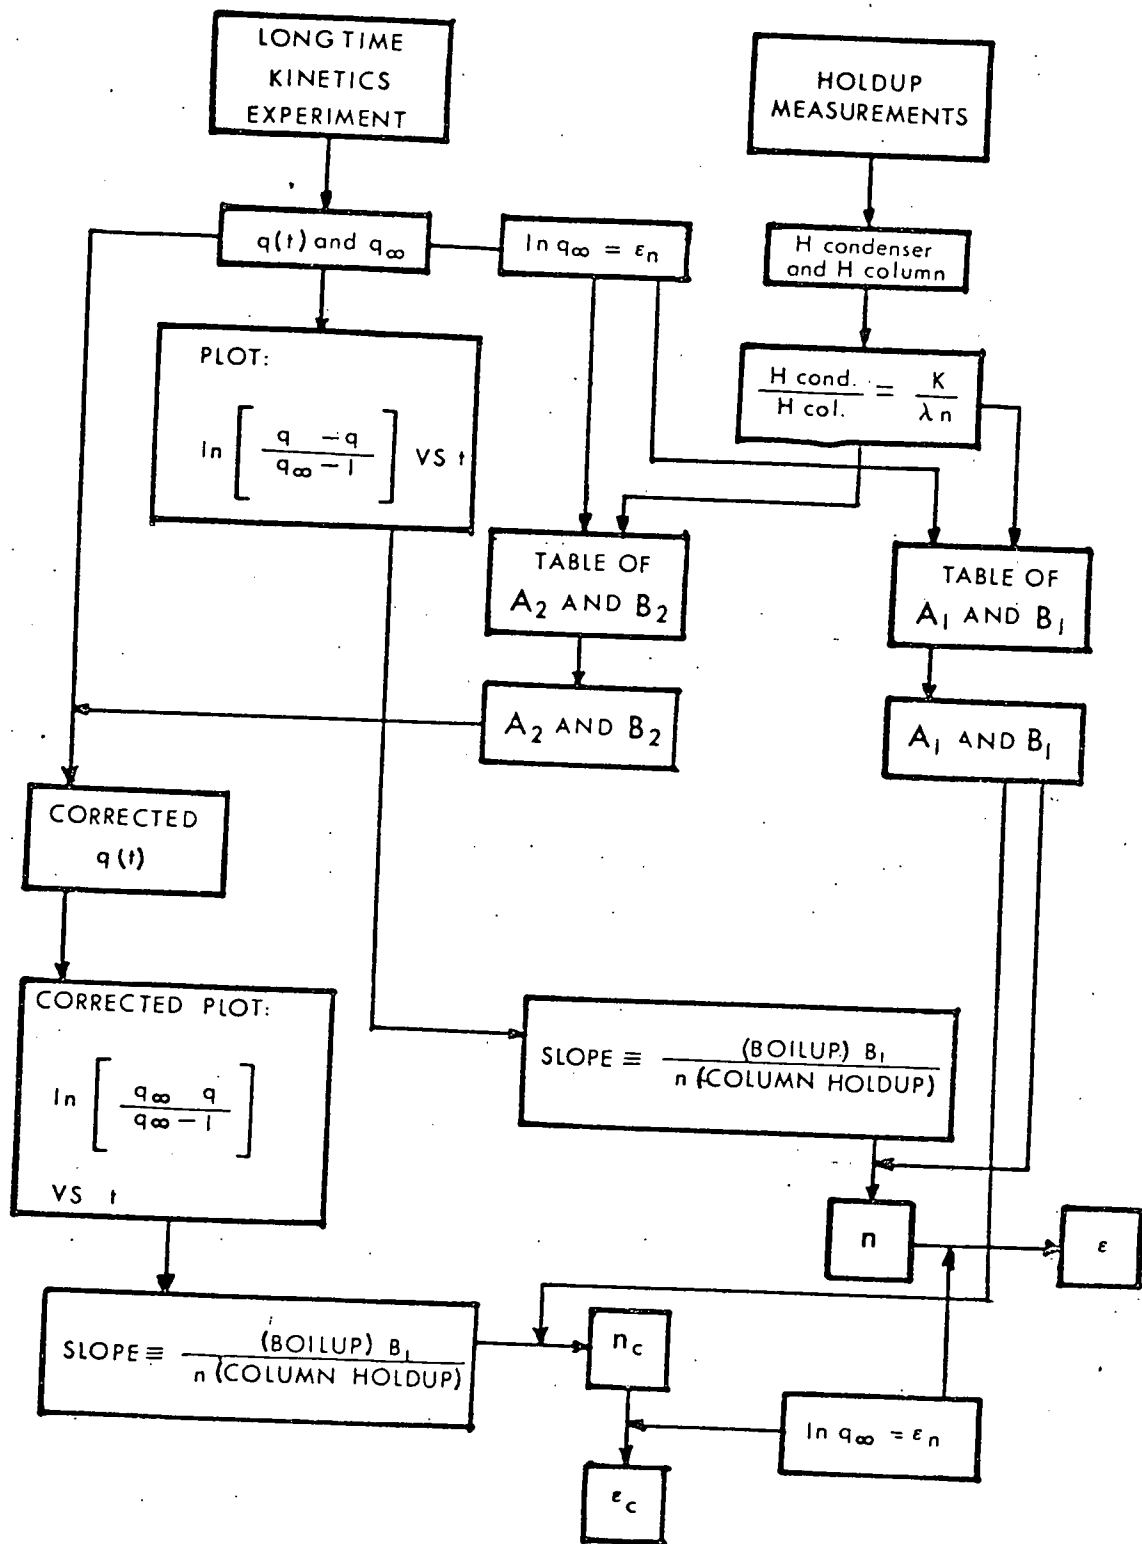 LONG TIME
KINETICS
EXPERIMENT
HOLDUP
MEASUREMENTS
q(t) and q∞
ln q∞ = εn
H condenser
and H column
PLOT:
ln [ (q - q) / (q∞ - 1) ] VS t
H cond. / H col. = K / λn
TABLE OF
A₂ AND B₂
TABLE OF
A₁ AND B₁
A₂ AND B₂
A₁ AND B₁
CORRECTED
q(t)
CORRECTED PLOT:
ln [ (q∞ q) / (q∞ - 1) ]
VS t
SLOPE ≡ (BOILUP) B₁ / n (COLUMN HOLDUP)
n
ε
SLOPE ≡ (BOILUP) B₁ / n (COLUMN HOLDUP)
n_c
ln q∞ = εn
ε_c